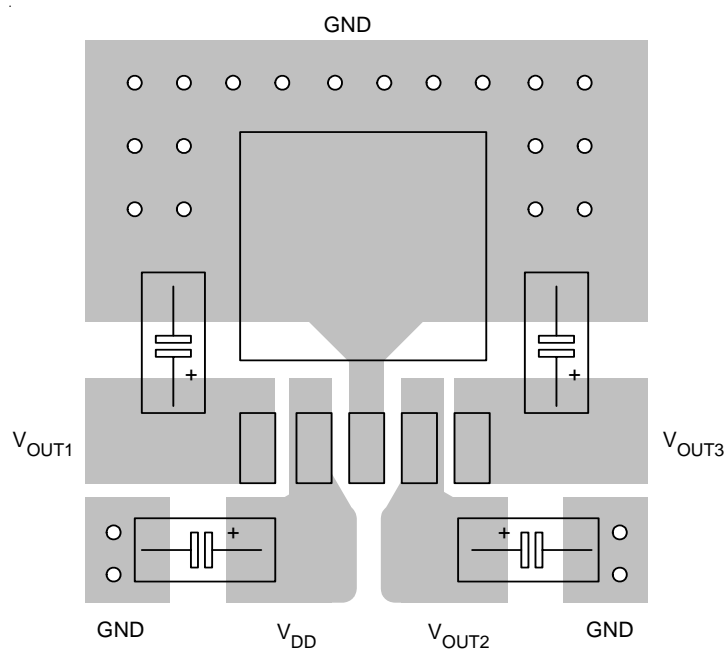 GND
+
+
VOUT1
VOUT3
+
+
GND
VDD
VOUT2
GND